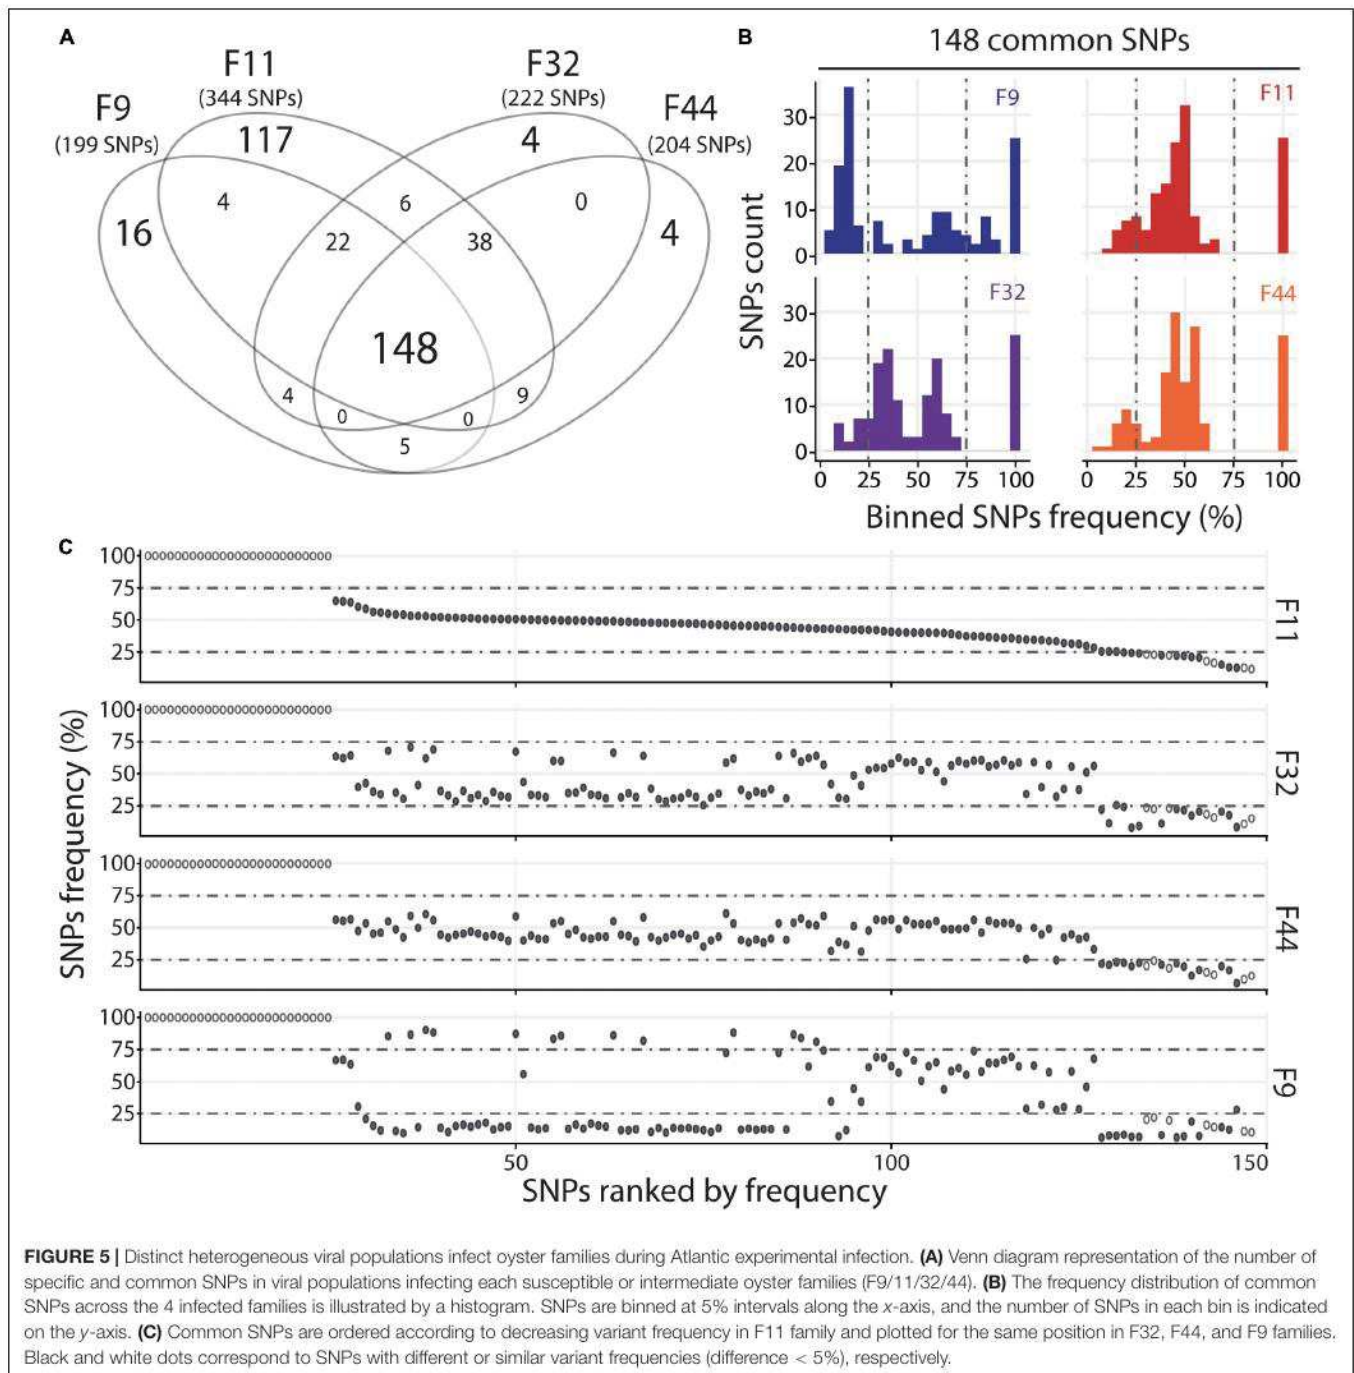 A
F11
(344 SNPs)
F32
(222 SNPs)
F9
(199 SNPs)
F44
(204 SNPs)
117
4
4
6
0
16
22
38
4
148
4
0
0
9
5
B
148 common SNPs
F9
F11
30
20
10
0
SNPs count
F32
F44
30
20
10
0
0 25 50 75 100
0 25 50 75 100
Binned SNPs frequency (%)
C
100
75
50
25
F11
100
75
50
25
F32
SNPs frequency (%)
100
75
50
25
F44
100
75
50
25
F9
50 100 150
SNPs ranked by frequency
FIGURE 5 | Distinct heterogeneous viral populations infect oyster families during Atlantic experimental infection. (A) Venn diagram representation of the number of
specific and common SNPs in viral populations infecting each susceptible or intermediate oyster families (F9/11/32/44). (B) The frequency distribution of common
SNPs across the 4 infected families is illustrated by a histogram. SNPs are binned at 5% intervals along the x-axis, and the number of SNPs in each bin is indicated
on the y-axis. (C) Common SNPs are ordered according to decreasing variant frequency in F11 family and plotted for the same position in F32, F44, and F9 families.
Black and white dots correspond to SNPs with different or similar variant frequencies (difference < 5%), respectively.